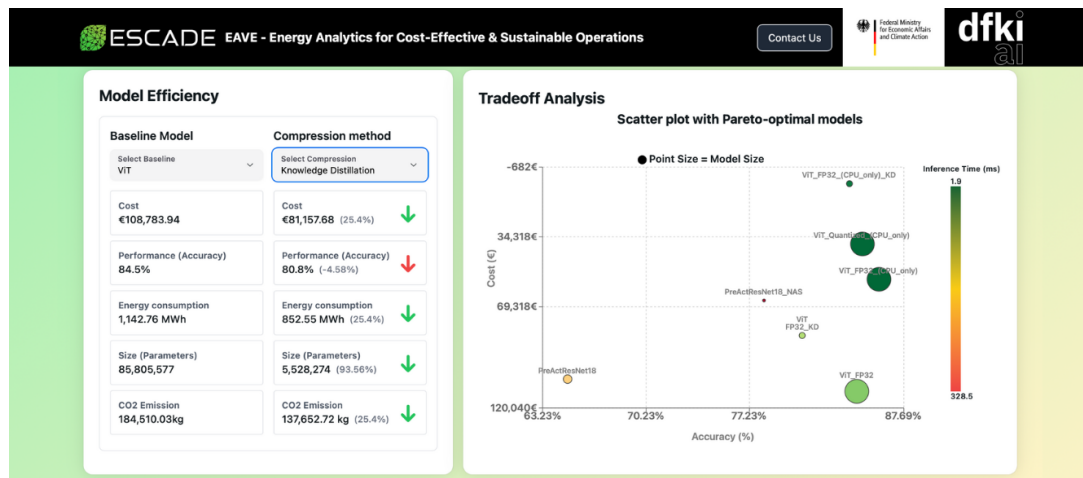 ESCADE EAVE - Energy Analytics for Cost-Effective & Sustainable Operations
Contact Us
Federal Ministry
for Economic Affairs
and Climate Action
dfki
ai
Model Efficiency
Baseline Model
Compression method
Select Baseline
ViT
Select Compression
Knowledge Distillation
Cost
€108,783.94
Cost
€81,157.68 (25.4%)
Performance (Accuracy)
84.5%
Performance (Accuracy)
80.8% (-4.58%)
Energy consumption
1,142.76 MWh
Energy consumption
852.55 MWh (25.4%)
Size (Parameters)
85,805,577
Size (Parameters)
5,528,274 (93.56%)
CO2 Emission
184,510.03kg
CO2 Emission
137,652.72 kg (25.4%)
Tradeoff Analysis
Scatter plot with Pareto-optimal models
Point Size = Model Size
Inference Time (ms)
1.9
328.5
-682€
34,318€
69,318€
120,040€
Cost (€)
ViT_FP32_(CPU_only)_KD
ViT_Quantised_(CPU_only)
ViT_FP32_(CPU_only)
PreActResNet18_NAS
ViT
FP32_KD
PreActResNet18
ViT_FP32
63.23%
70.23%
77.23%
87.69%
Accuracy (%)